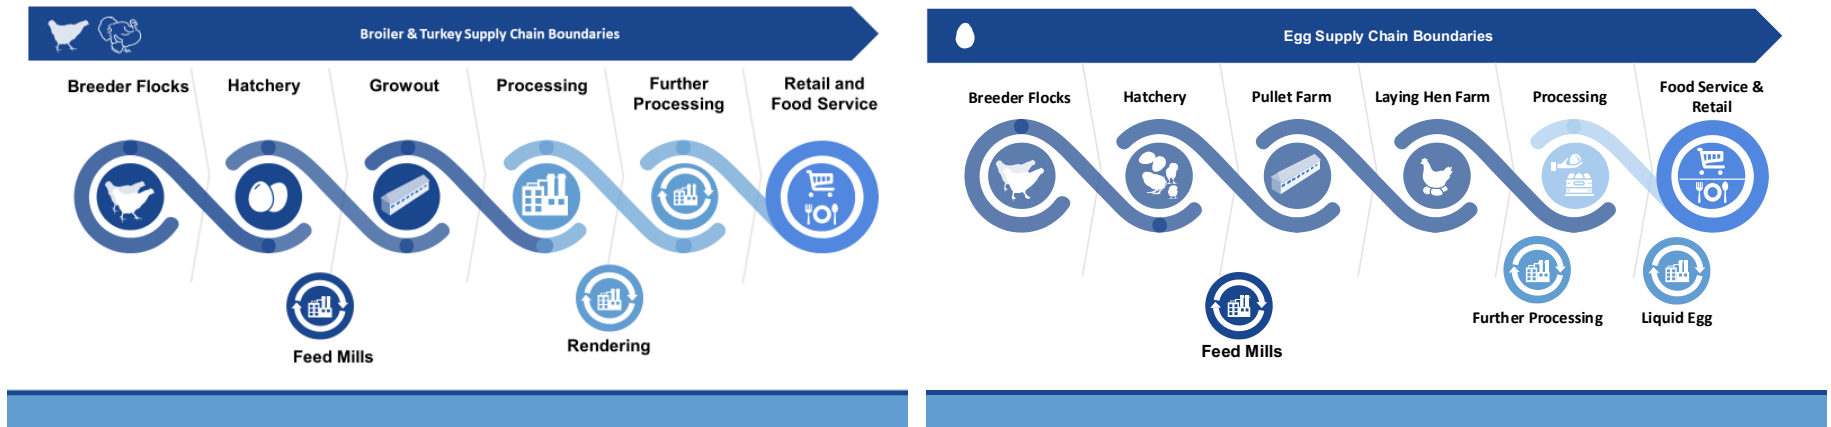 Broiler & Turkey Supply Chain Boundaries
Breeder Flocks
Hatchery
Growout
Processing
Further
Processing
Retail and
Food Service
Feed Mills
Rendering
Egg Supply Chain Boundaries
Breeder Flocks
Hatchery
Pullet Farm
Laying Hen Farm
Processing
Food Service &
Retail
Further Processing
Liquid Egg
Feed Mills